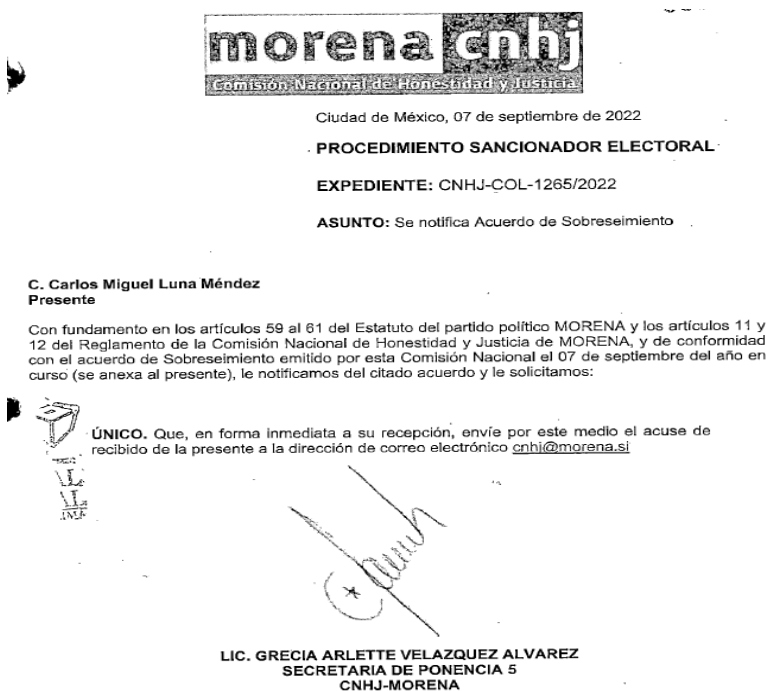 morena cnhj
Comisión Nacional de Honestidad y Justicia
Ciudad de México, 07 de septiembre de 2022
PROCEDIMIENTO SANCIONADOR ELECTORAL
EXPEDIENTE: CNHJ-COL-1265/2022
ASUNTO: Se notifica Acuerdo de Sobreseimiento
C. Carlos Miguel Luna Méndez
Presente
Con fundamento en los artículos 59 al 61 del Estatuto del partido político MORENA y los artículos 11 y
12 del Reglamento de la Comisión Nacional de Honestidad y Justicia de MORENA, y de conformidad
con el acuerdo de Sobreseimiento emitido por esta Comisión Nacional el 07 de septiembre del año en
curso (se anexa al presente), le notificamos del citado acuerdo y le solicitamos:
ÚNICO. Que, en forma inmediata a su recepción, envíe por este medio el acuse de
recibido de la presente a la dirección de correo electrónico cnhj@morena.si
LIC. GRECIA ARLETTE VELAZQUEZ ALVAREZ
SECRETARIA DE PONENCIA 5
CNHJ-MORENA